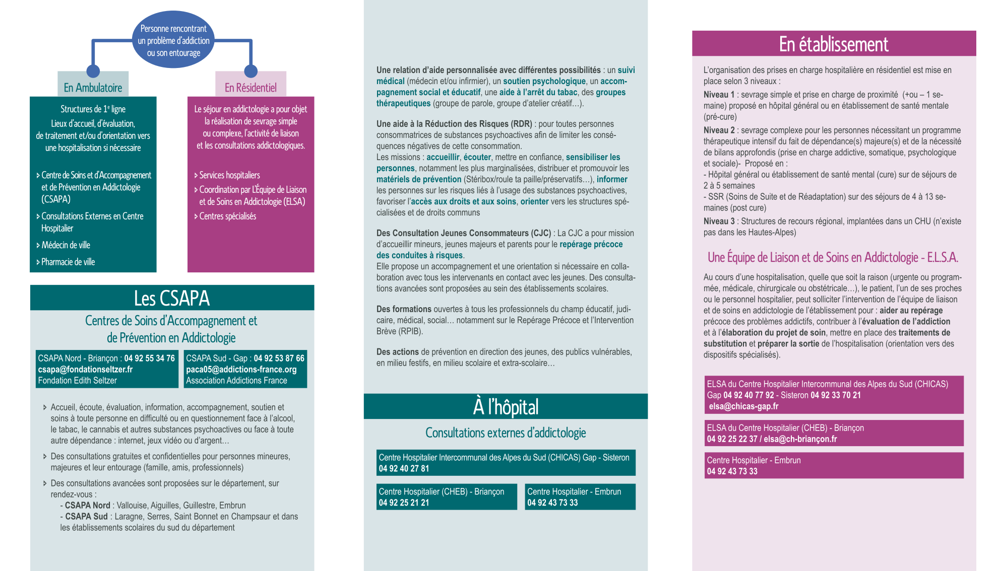 Personne rencontrant
un problème d'addiction
ou son entourage
En Ambulatoire
Structures de 1e ligne
Lieux d'accueil, d'évaluation,
de traitement et/ou d'orientation vers
une hospitalisation si nécessaire
Centre de Soins et d'Accompagnement
et de Prévention en Addictologie
(CSAPA)
Consultations Externes en Centre
Hospitalier
Médecin de ville
Pharmacie de ville
En Résidentiel
Le séjour en addictologie a pour objet
la réalisation de sevrage simple
ou complexe, l'activité de liaison
et les consultations addictologiques.
Services hospitaliers
Coordination par L'Équipe de Liaison
et de Soins en Addictologie (ELSA)
Centres spécialisés
Les CSAPA
Centres de Soins d'Accompagnement et
de Prévention en Addictologie
CSAPA Nord - Briançon : 04 92 55 34 76
csapa@fondationseltzer.fr
Fondation Edith Seltzer
CSAPA Sud - Gap : 04 92 53 87 66
paca05@addictions-france.org
Association Addictions France
Accueil, écoute, évaluation, information, accompagnement, soutien et
soins à toute personne en difficulté ou en questionnement face à l'alcool,
le tabac, le cannabis et autres substances psychoactives ou face à toute
autre dépendance : internet, jeux vidéo ou d'argent…
Des consultations gratuites et confidentielles pour personnes mineures,
majeures et leur entourage (famille, amis, professionnels)
Des consultations avancées sont proposées sur le département, sur
rendez-vous :
- CSAPA Nord : Vallouise, Aiguilles, Guillestre, Embrun
- CSAPA Sud : Laragne, Serres, Saint Bonnet en Champsaur et dans
les établissements scolaires du sud du département
Une relation d'aide personnalisée avec différentes possibilités : un suivi
médical (médecin et/ou infirmier), un soutien psychologique, un accom-
pagnement social et éducatif, une aide à l'arrêt du tabac, des groupes
thérapeutiques (groupe de parole, groupe d'atelier créatif…).
Une aide à la Réduction des Risques (RDR) : pour toutes personnes
consommatrices de substances psychoactives afin de limiter les consé-
quences négatives de cette consommation.
Les missions : accueillir, écouter, mettre en confiance, sensibiliser les
personnes, notamment les plus marginalisées, distribuer et promouvoir les
matériels de prévention (Stéribox/roule ta paille/préservatifs…), informer
les personnes sur les risques liés à l'usage des substances psychoactives,
favoriser l'accès aux droits et aux soins, orienter vers les structures spé-
cialisées et de droits communs
Des Consultation Jeunes Consommateurs (CJC) : La CJC a pour mission
d'accueillir mineurs, jeunes majeurs et parents pour le repérage précoce
des conduites à risques.
Elle propose un accompagnement et une orientation si nécessaire en colla-
boration avec tous les intervenants en contact avec les jeunes. Des consulta-
tions avancées sont proposées au sein des établissements scolaires.
Des formations ouvertes à tous les professionnels du champ éducatif, judi-
caire, médical, social… notamment sur le Repérage Précoce et l'Intervention
Brève (RPIB).
Des actions de prévention en direction des jeunes, des publics vulnérables,
en milieu festifs, en milieu scolaire et extra-scolaire…
À l'hôpital
Consultations externes d'addictologie
Centre Hospitalier Intercommunal des Alpes du Sud (CHICAS) Gap - Sisteron
04 92 40 27 81
Centre Hospitalier (CHEB) - Briançon
04 92 25 21 21
Centre Hospitalier - Embrun
04 92 43 73 33
En établissement
L'organisation des prises en charge hospitalière en résidentiel est mise en
place selon 3 niveaux :
Niveau 1 : sevrage simple et prise en charge de proximité  (+ou – 1 se-
maine) proposé en hôpital général ou en établissement de santé mentale
(pré-cure)
Niveau 2 : sevrage complexe pour les personnes nécessitant un programme
thérapeutique intensif du fait de dépendance(s) majeure(s) et de la nécessité
de bilans approfondis (prise en charge addictive, somatique, psychologique
et sociale)-  Proposé en :
- Hôpital général ou établissement de santé mental (cure) sur de séjours de
2 à 5 semaines
- SSR (Soins de Suite et de Réadaptation) sur des séjours de 4 à 13 se-
maines (post cure)
Niveau 3 : Structures de recours régional, implantées dans un CHU (n'existe
pas dans les Hautes-Alpes)
Une Équipe de Liaison et de Soins en Addictologie - E.L.S.A.
Au cours d'une hospitalisation, quelle que soit la raison (urgente ou program-
mée, médicale, chirurgicale ou obstétricale…), le patient, l'un de ses proches
ou le personnel hospitalier, peut solliciter l'intervention de l'équipe de liaison
et de soins en addictologie de l'établissement pour : aider au repérage
précoce des problèmes addictifs, contribuer à l'évaluation de l'addiction
et à l'élaboration du projet de soin, mettre en place des traitements de
substitution et préparer la sortie de l'hospitalisation (orientation vers des
dispositifs spécialisés).
ELSA du Centre Hospitalier Intercommunal des Alpes du Sud (CHICAS)
Gap 04 92 40 77 92 - Sisteron 04 92 33 70 21
elsa@chicas-gap.fr
ELSA du Centre Hospitalier (CHEB) - Briançon
04 92 25 22 37 / elsa@ch-briançon.fr
Centre Hospitalier - Embrun
04 92 43 73 33